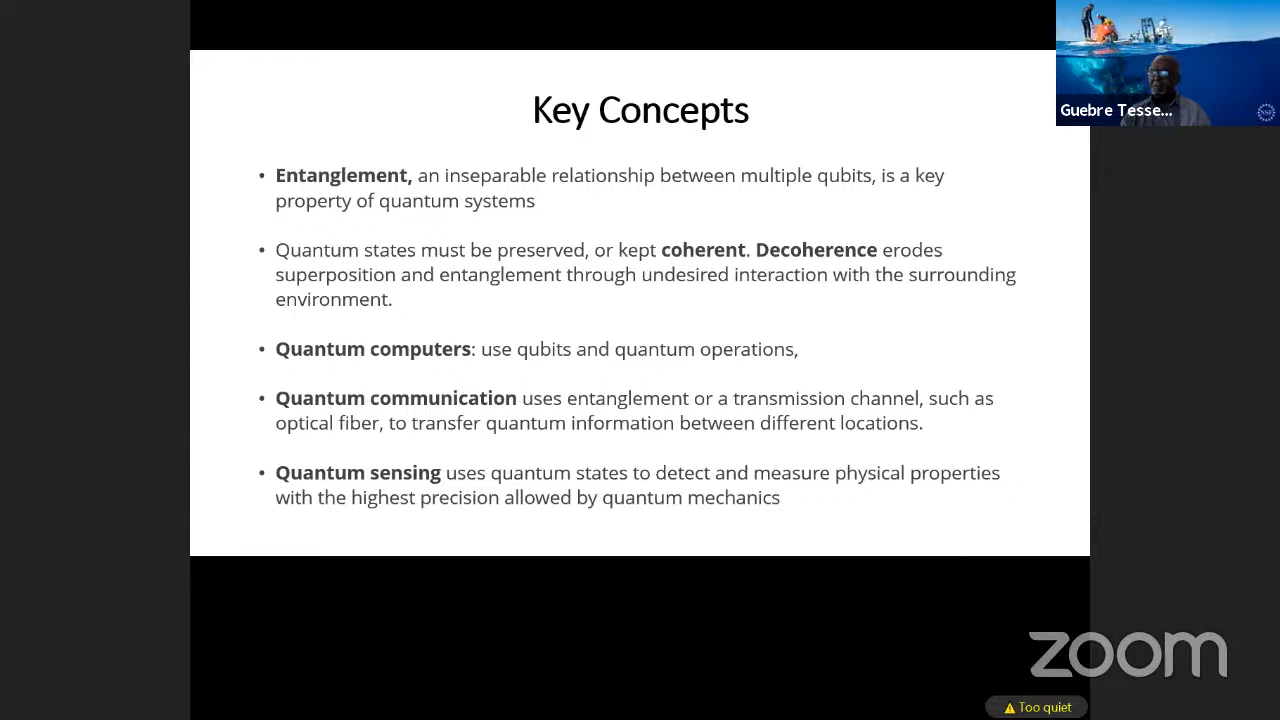 Key Concepts
Guebre Tesse...
• Entanglement, an inseparable relationship between multiple qubits, is a key
property of quantum systems
• Quantum states must be preserved, or kept coherent. Decoherence erodes
superposition and entanglement through undesired interaction with the surrounding
environment.
• Quantum computers: use qubits and quantum operations,
• Quantum communication uses entanglement or a transmission channel, such as
optical fiber, to transfer quantum information between different locations.
• Quantum sensing uses quantum states to detect and measure physical properties
with the highest precision allowed by quantum mechanics
zoom
Too quiet